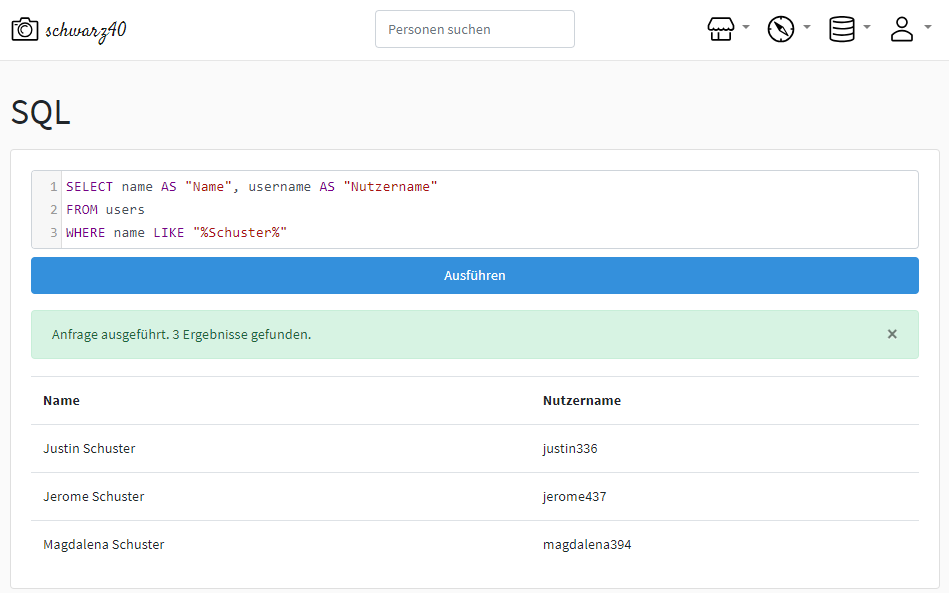 schwarz40
Personen suchen
SQL
1 SELECT name AS "Name", username AS "Nutzername"
2 FROM users
3 WHERE name LIKE "%Schuster%"
Ausführen
Anfrage ausgeführt. 3 Ergebnisse gefunden. ×
Name Nutzername
Justin Schuster justin336
Jerome Schuster jerome437
Magdalena Schuster magdalena394